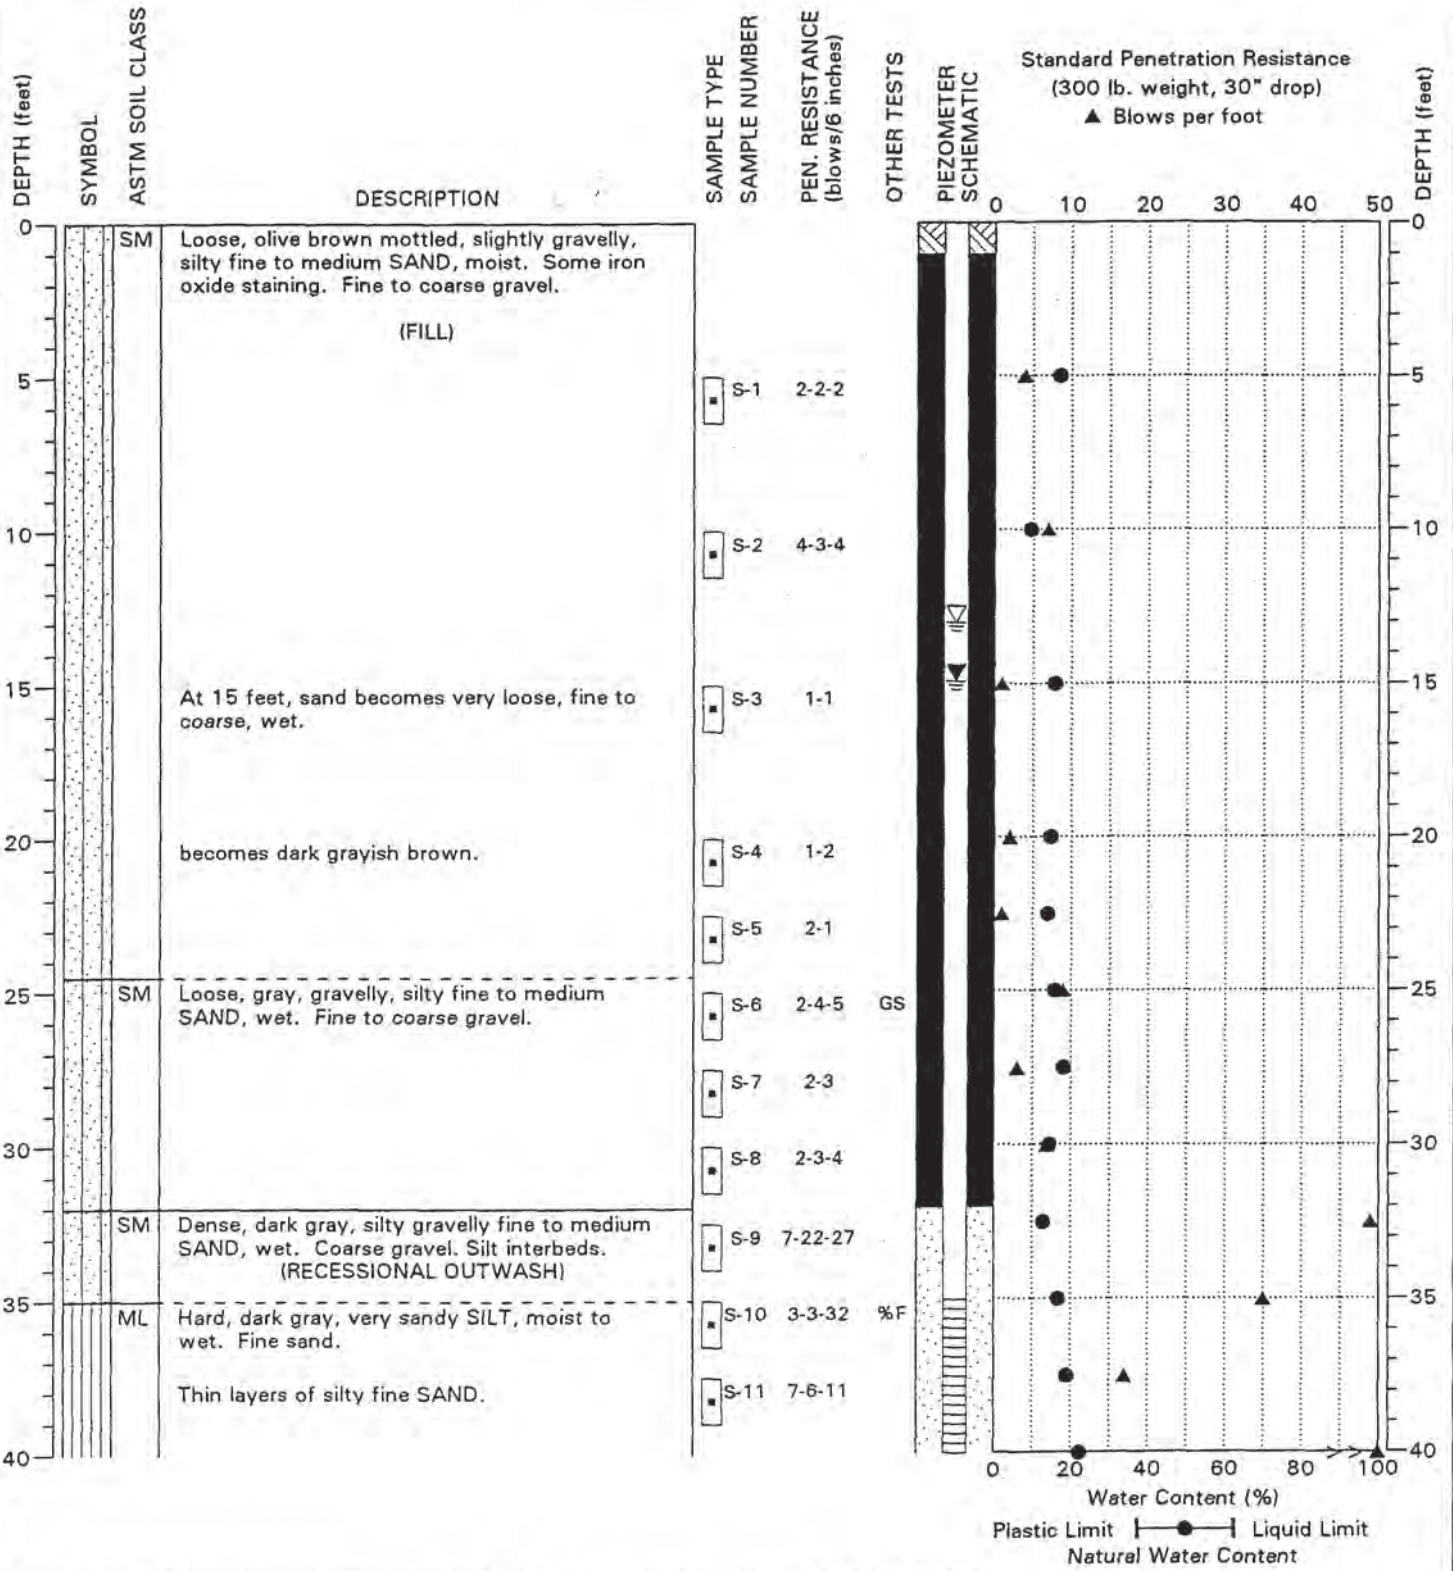 DEPTH (feet)
SYMBOL
ASTM SOIL CLASS
DESCRIPTION
SAMPLE TYPE
SAMPLE NUMBER
PEN. RESISTANCE
(blows/6 inches)
OTHER TESTS
PIEZOMETER
SCHEMATIC
Standard Penetration Resistance
(300 lb. weight, 30" drop)
▲ Blows per foot
DEPTH (feet)
0 10 20 30 40 50
0
SM Loose, olive brown mottled, slightly gravelly,
silty fine to medium SAND, moist. Some iron
oxide staining. Fine to coarse gravel.
0
(FILL)
5 S-1 2-2-2 5
10 S-2 4-3-4 10
15 At 15 feet, sand becomes very loose, fine to S-3 1-1 15
coarse, wet.
20 becomes dark grayish brown. S-4 1-2 20
S-5 2-1
25 SM Loose, gray, gravelly, silty fine to medium S-6 2-4-5 GS 25
SAND, wet. Fine to coarse gravel.
S-7 2-3
30 S-8 2-3-4 30
SM Dense, dark gray, silty gravelly fine to medium S-9 7-22-27
SAND, wet. Coarse gravel. Silt interbeds.
(RECESSIONAL OUTWASH)
35 ML Hard, dark gray, very sandy SILT, moist to S-10 3-3-32 %F 35
wet. Fine sand.
Thin layers of silty fine SAND. S-11 7-6-11
40 >> 40
0 20 40 60 80 100
Water Content (%)
Plastic Limit Liquid Limit
Natural Water Content